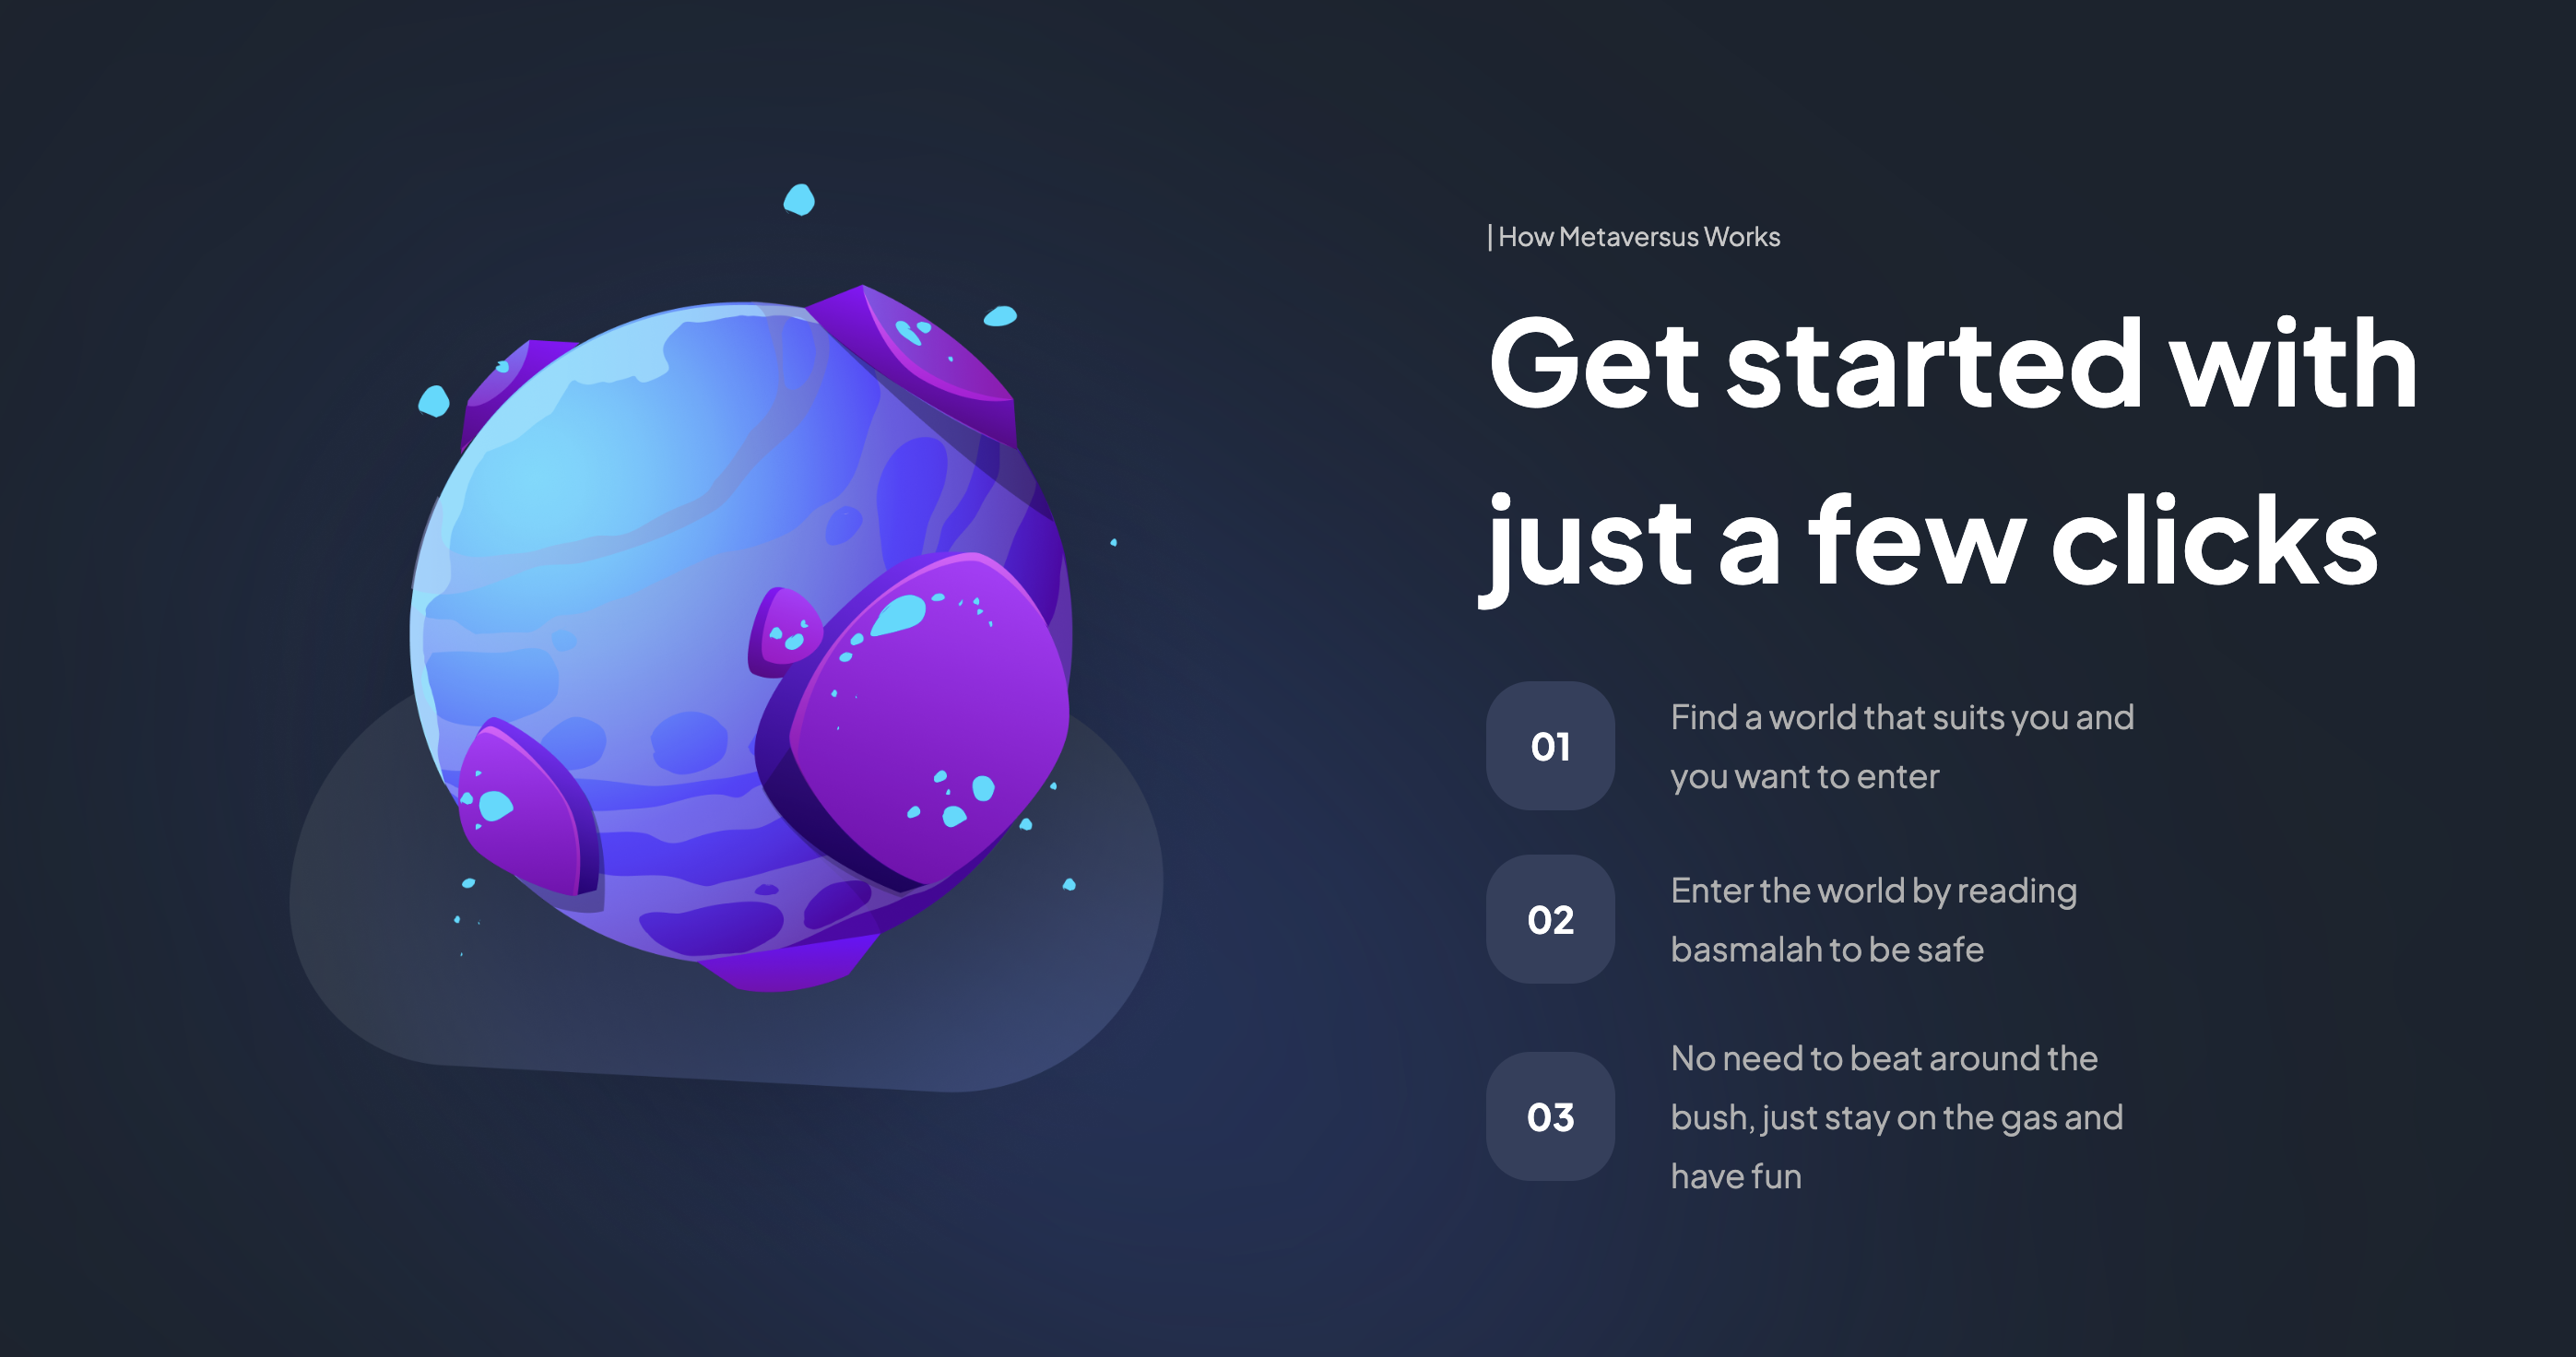 | How Metaversus Works
Get started with
just a few clicks
01
Find a world that suits you and
you want to enter
02
Enter the world by reading
basmalah to be safe
03
No need to beat around the
bush, just stay on the gas and
have fun